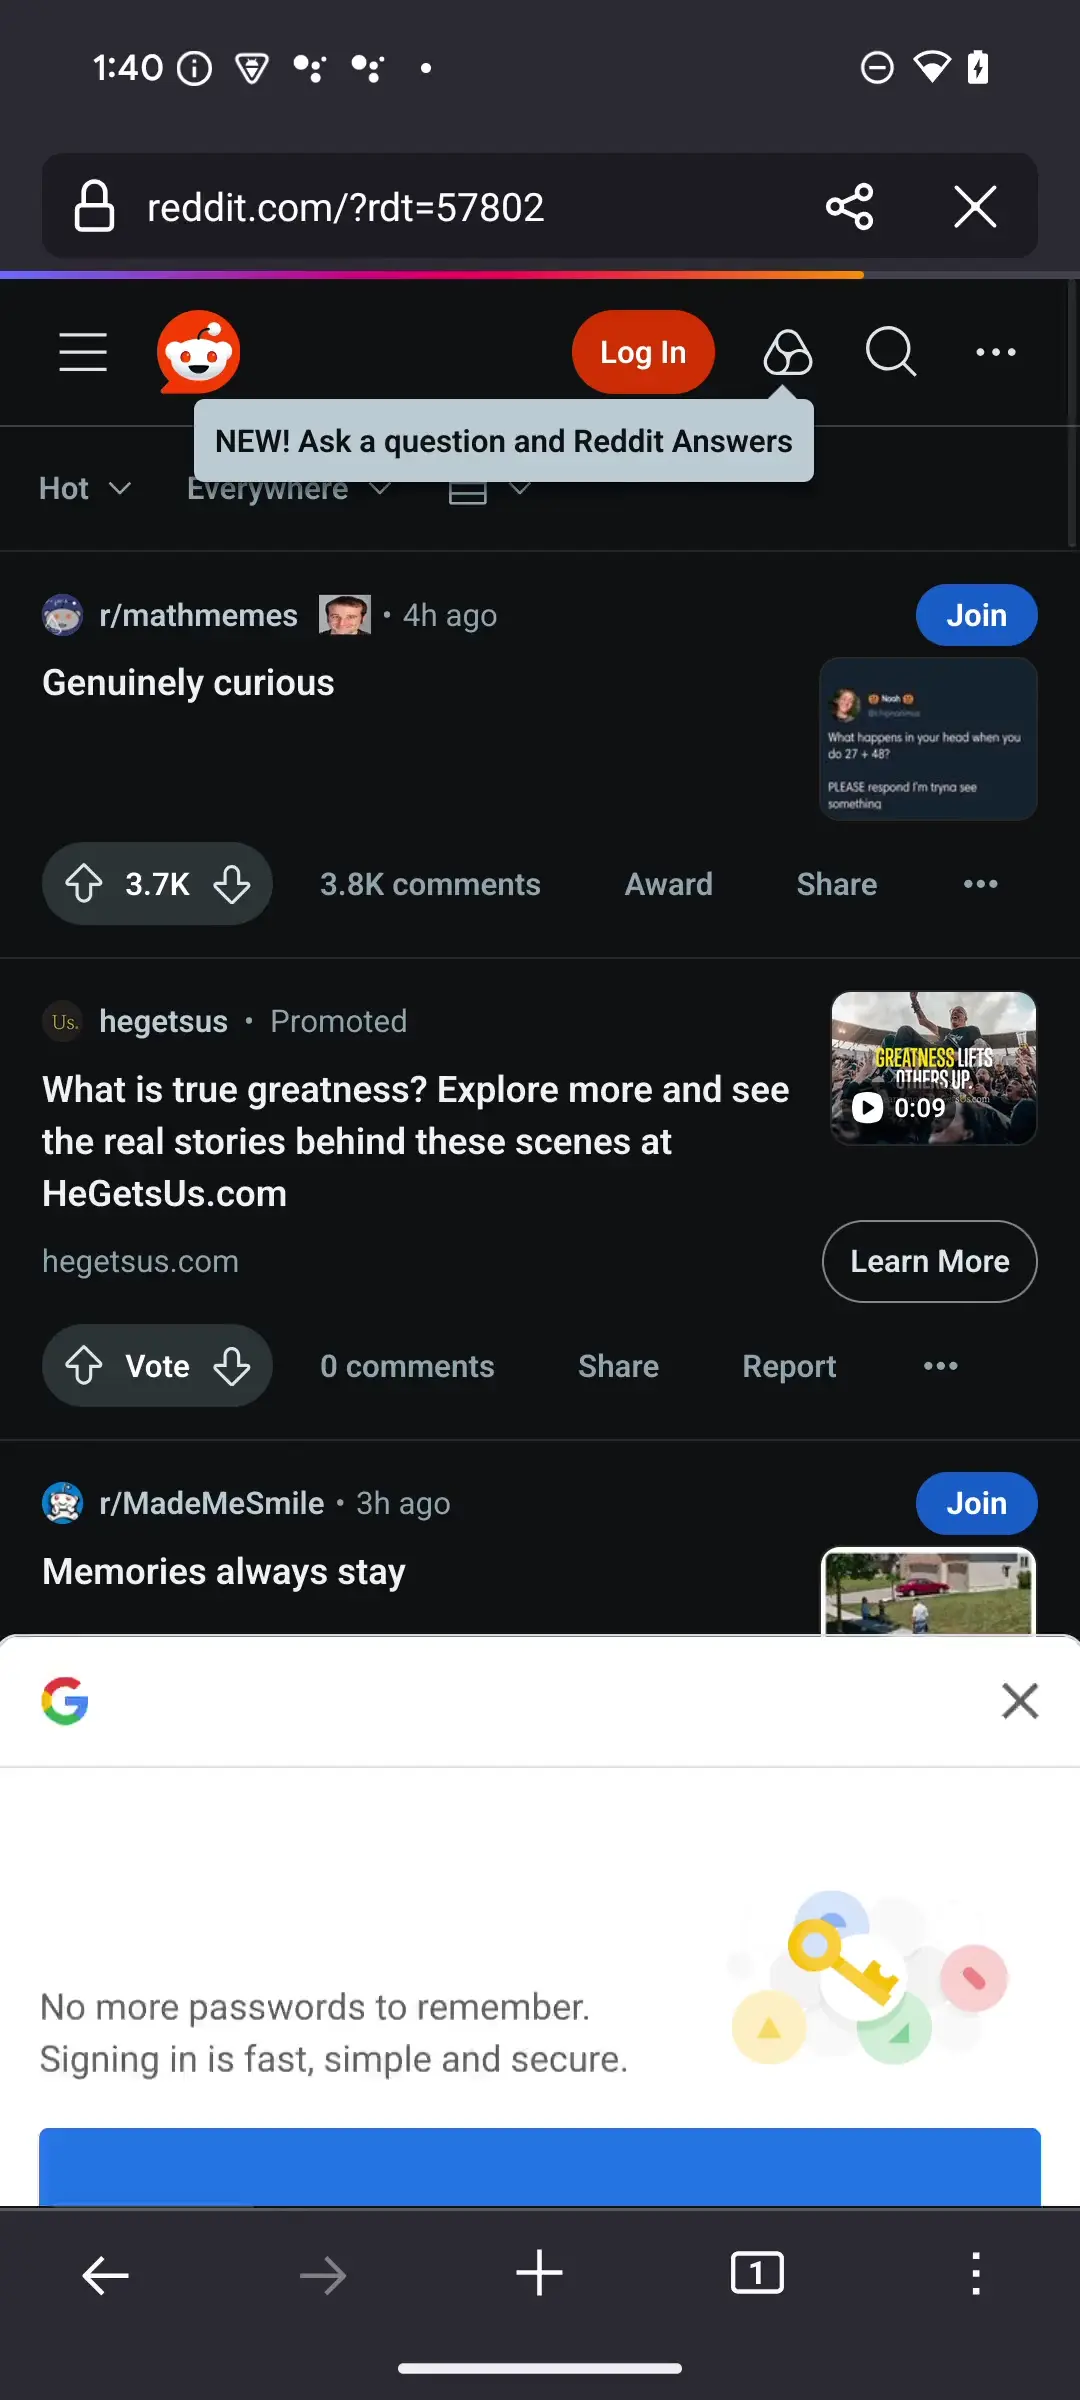 1:40
reddit.com/?rdt=57802
Log In
NEW! Ask a question and Reddit Answers
Hot
Everywhere
r/mathmemes
• 4h ago
Join
Genuinely curious
Noah
What happens in your head when you
do 27 + 48?
PLEASE respond I'm tryna see
something
3.7K
3.8K comments
Award
Share
Us.
hegetsus • Promoted
What is true greatness? Explore more and see
the real stories behind these scenes at
HeGetsUs.com
GREATNESS LIFTS
OTHERS UP.
0:09
hegetsus.com
Learn More
Vote
0 comments
Share
Report
r/MadeMeSmile • 3h ago
Join
Memories always stay
No more passwords to remember.
Signing in is fast, simple and secure.
1